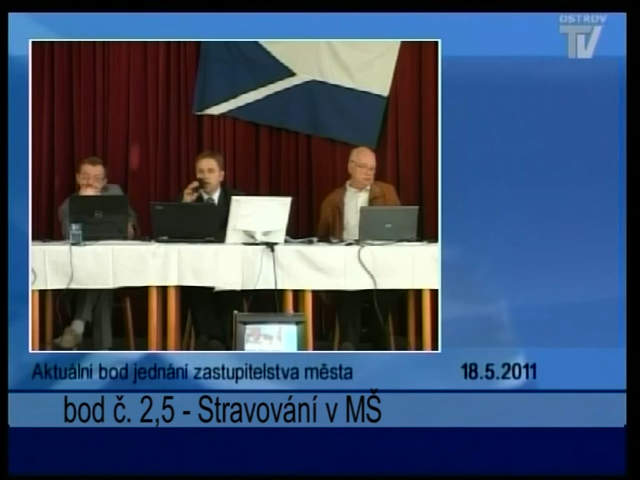 OSTROV
TV
Aktuální bod jednání zastupitelstva města
18.5.2011
bod č. 2,5 - Stravování v MŠ